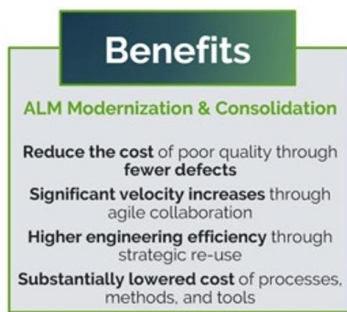 Benefits
ALM Modernization & Consolidation
Reduce the cost of poor quality through
fewer defects
Significant velocity increases through
agile collaboration
Higher engineering efficiency through
strategic re-use
Substantially lowered cost of processes,
methods, and tools